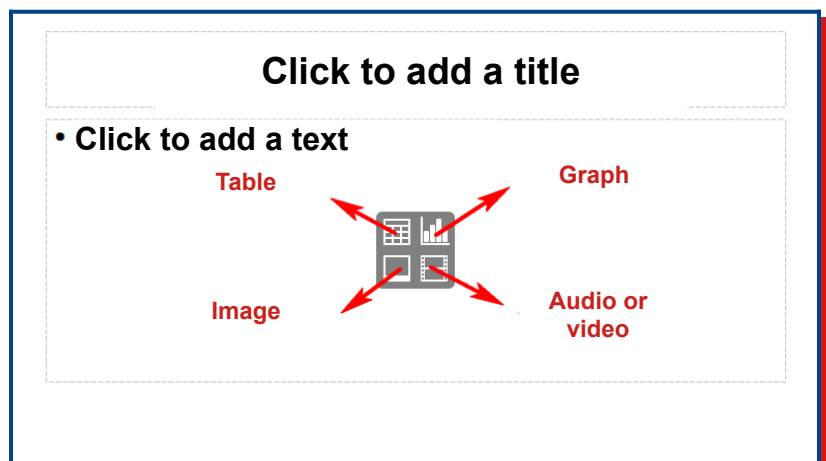 Click to add a title
• Click to add a text
Table
Graph
Image
Audio or
video